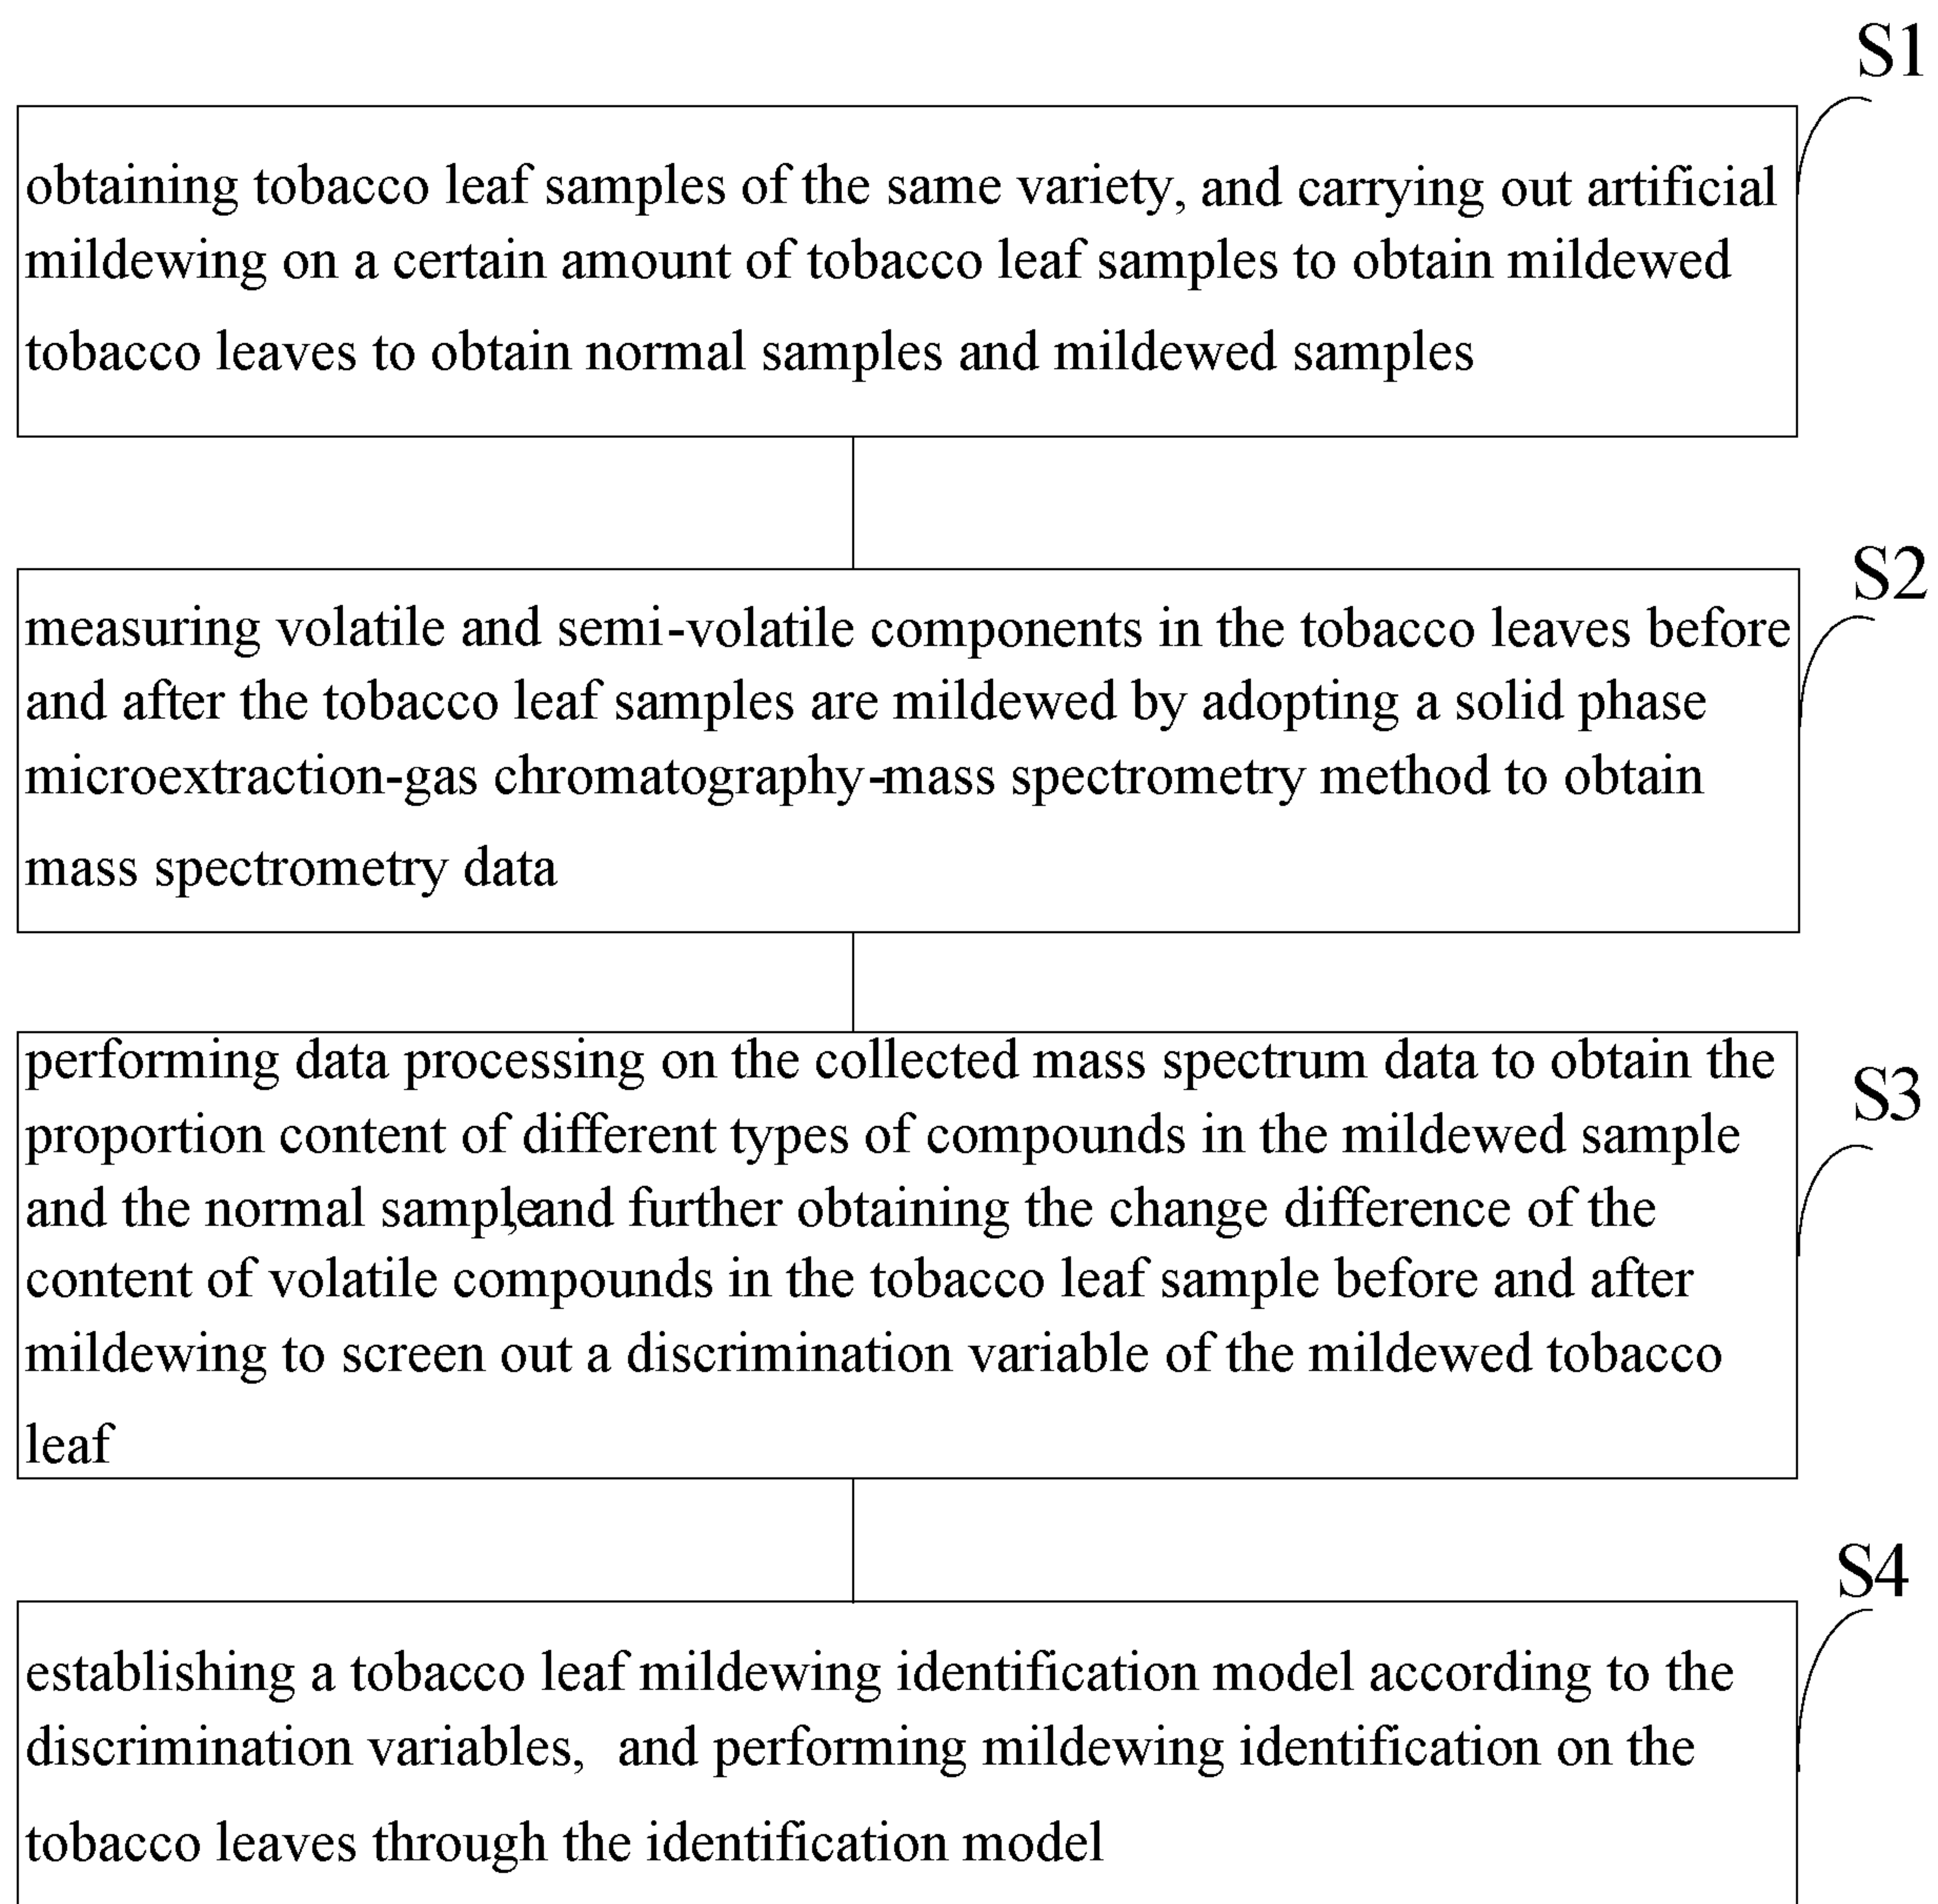 S1
obtaining tobacco leaf samples of the same variety, and carrying out artificial
mildewing on a certain amount of tobacco leaf samples to obtain mildewed
tobacco leaves to obtain normal samples and mildewed samples
S2
measuring volatile and semi-volatile components in the tobacco leaves before
and after the tobacco leaf samples are mildewed by adopting a solid phase
microextraction-gas chromatography-mass spectrometry method to obtain
mass spectrometry data
S3
performing data processing on the collected mass spectrum data to obtain the
proportion content of different types of compounds in the mildewed sample
and the normal sample, and further obtaining the change difference of the
content of volatile compounds in the tobacco leaf sample before and after
mildewing to screen out a discrimination variable of the mildewed tobacco
leaf
S4
establishing a tobacco leaf mildewing identification model according to the
discrimination variables, and performing mildewing identification on the
tobacco leaves through the identification model